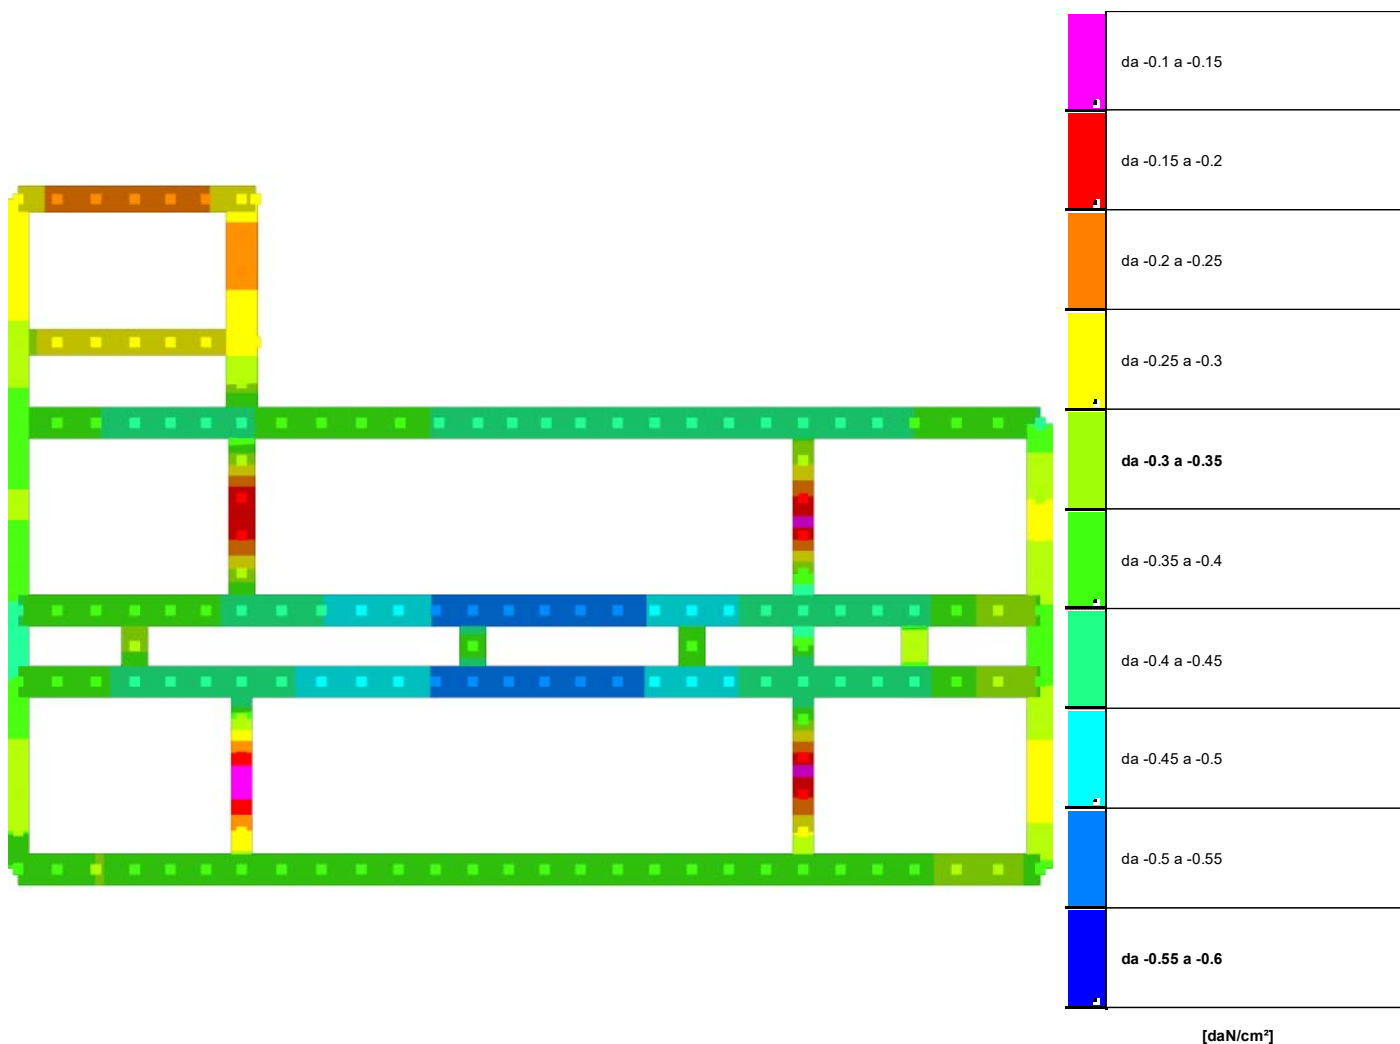 da -0.1 a -0.15
da -0.15 a -0.2
da -0.2 a -0.25
da -0.25 a -0.3
da -0.3 a -0.35
da -0.35 a -0.4
da -0.4 a -0.45
da -0.45 a -0.5
da -0.5 a -0.55
da -0.55 a -0.6
[daN/cm²]